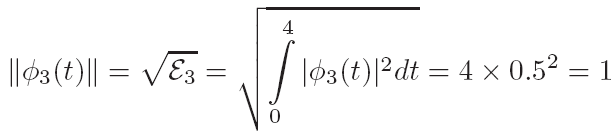 ‖ϕ₃(t)‖ = √ℰ₃ = √(∫₀⁴ |ϕ₃(t)|² dt) = 4 × 0.5² = 1